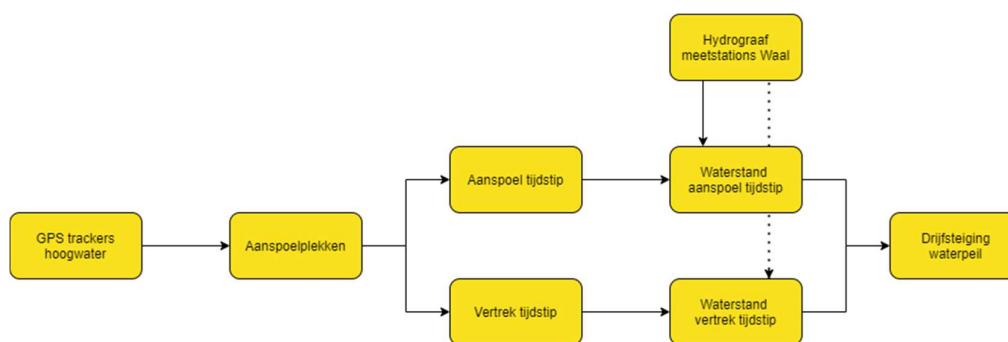 Hydrograaf
meetstations Waal
Aanspoel tijdstip
Waterstand
aanspoel tijdstip
GPS trackers
hoogwater
Aanspoelplekken
Drijfsteiging
waterpeil
Vertrek tijdstip
Waterstand
vertrek tijdstip